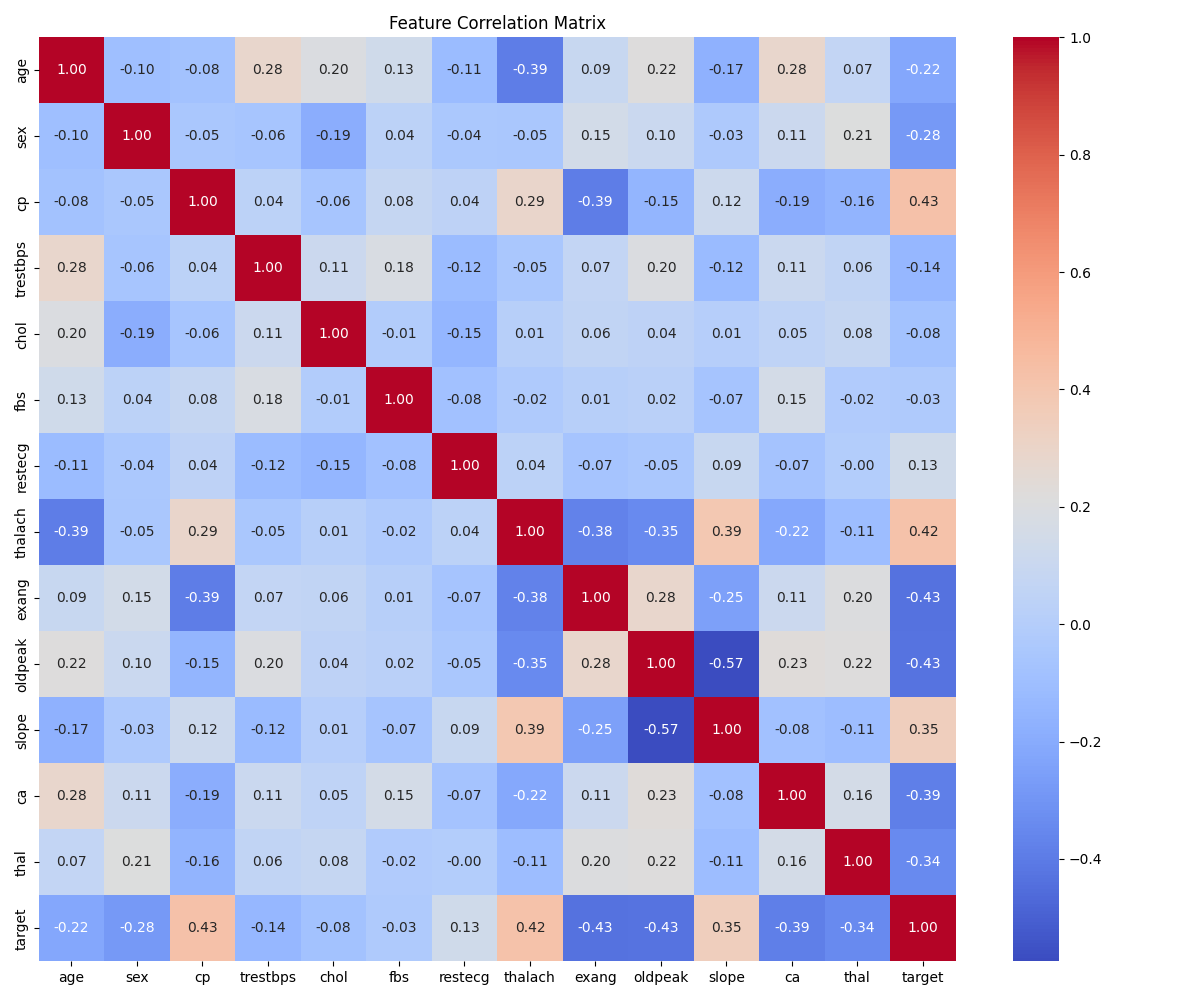 Feature Correlation Matrix
age 1.00 -0.10 -0.08 0.28 0.20 0.13 -0.11 -0.39 0.09 0.22 -0.17 0.28 0.07 -0.22
sex -0.10 1.00 -0.05 -0.06 -0.19 0.04 -0.04 -0.05 0.15 0.10 -0.03 0.11 0.21 -0.28
cp -0.08 -0.05 1.00 0.04 -0.06 0.08 0.04 0.29 -0.39 -0.15 0.12 -0.19 -0.16 0.43
trestbps 0.28 -0.06 0.04 1.00 0.11 0.18 -0.12 -0.05 0.07 0.20 -0.12 0.11 0.06 -0.14
chol 0.20 -0.19 -0.06 0.11 1.00 -0.01 -0.15 0.01 0.06 0.04 0.01 0.05 0.08 -0.08
fbs 0.13 0.04 0.08 0.18 -0.01 1.00 -0.08 -0.02 0.01 0.02 -0.07 0.15 -0.02 -0.03
restecg -0.11 -0.04 0.04 -0.12 -0.15 -0.08 1.00 0.04 -0.07 -0.05 0.09 -0.07 -0.00 0.13
thalach -0.39 -0.05 0.29 -0.05 0.01 -0.02 0.04 1.00 -0.38 -0.35 0.39 -0.22 -0.11 0.42
exang 0.09 0.15 -0.39 0.07 0.06 0.01 -0.07 -0.38 1.00 0.28 -0.25 0.11 0.20 -0.43
oldpeak 0.22 0.10 -0.15 0.20 0.04 0.02 -0.05 -0.35 0.28 1.00 -0.57 0.23 0.22 -0.43
slope -0.17 -0.03 0.12 -0.12 0.01 -0.07 0.09 0.39 -0.25 -0.57 1.00 -0.08 -0.11 0.35
ca 0.28 0.11 -0.19 0.11 0.05 0.15 -0.07 -0.22 0.11 0.23 -0.08 1.00 0.16 -0.39
thal 0.07 0.21 -0.16 0.06 0.08 -0.02 -0.00 -0.11 0.20 0.22 -0.11 0.16 1.00 -0.34
target -0.22 -0.28 0.43 -0.14 -0.08 -0.03 0.13 0.42 -0.43 -0.43 0.35 -0.39 -0.34 1.00
age sex cp trestbps chol fbs restecg thalach exang oldpeak slope ca thal target
1.0
0.8
0.6
0.4
0.2
0.0
−0.2
−0.4